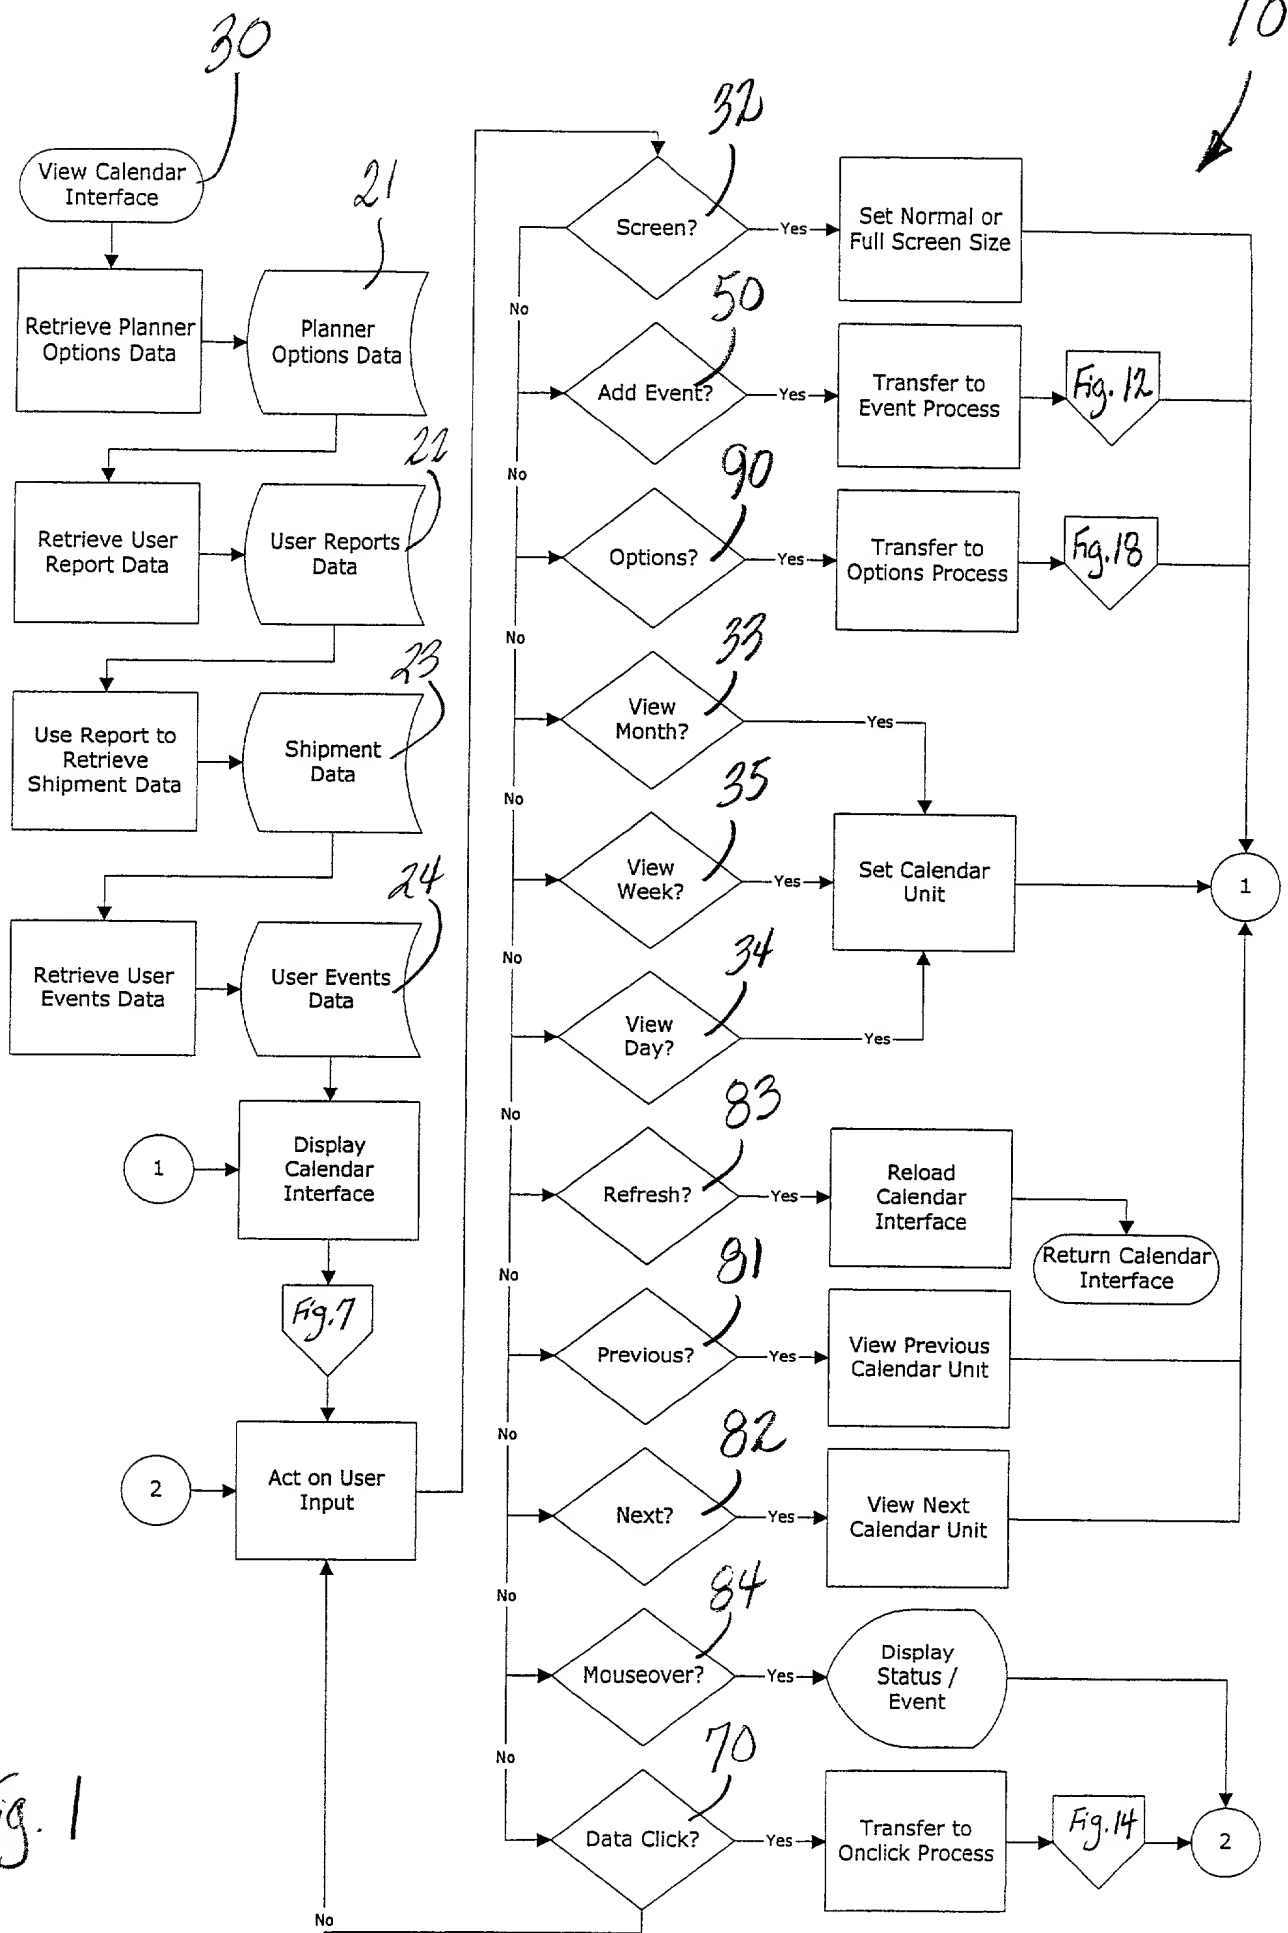 30
10
View Calendar
Interface
21
Retrieve Planner
Options Data
Planner
Options Data
22
Retrieve User
Report Data
User Reports
Data
23
Use Report to
Retrieve
Shipment Data
Shipment
Data
24
Retrieve User
Events Data
User Events
Data
1
Display
Calendar
Interface
Fig.7
2
Act on User
Input
32
Screen?
Yes
Set Normal or
Full Screen Size
No
50
Add Event?
Yes
Transfer to
Event Process
Fig.12
No
90
Options?
Yes
Transfer to
Options Process
Fig.18
No
33
View
Month?
Yes
No
35
View
Week?
Yes
Set Calendar
Unit
1
No
34
View
Day?
Yes
No
83
Refresh?
Yes
Reload
Calendar
Interface
Return Calendar
Interface
No
81
Previous?
Yes
View Previous
Calendar Unit
No
82
Next?
Yes
View Next
Calendar Unit
No
84
Mouseover?
Yes
Display
Status /
Event
No
70
Data Click?
Yes
Transfer to
Onclick Process
Fig.14
2
No
ig. 1